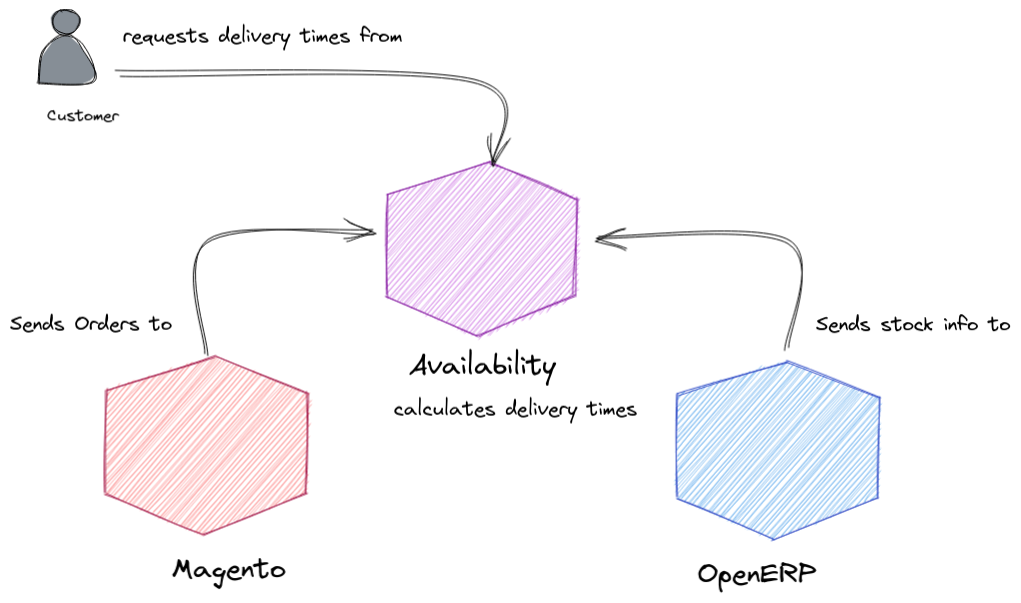 requests delivery times from
Customer
Sends Orders to
Sends stock info to
Availability
calculates delivery times
Magento
OpenERP